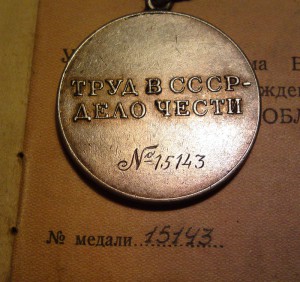 ТРУД В СССР-
ДЕЛО ЧЕСТИ
№15143
№ медали 15143